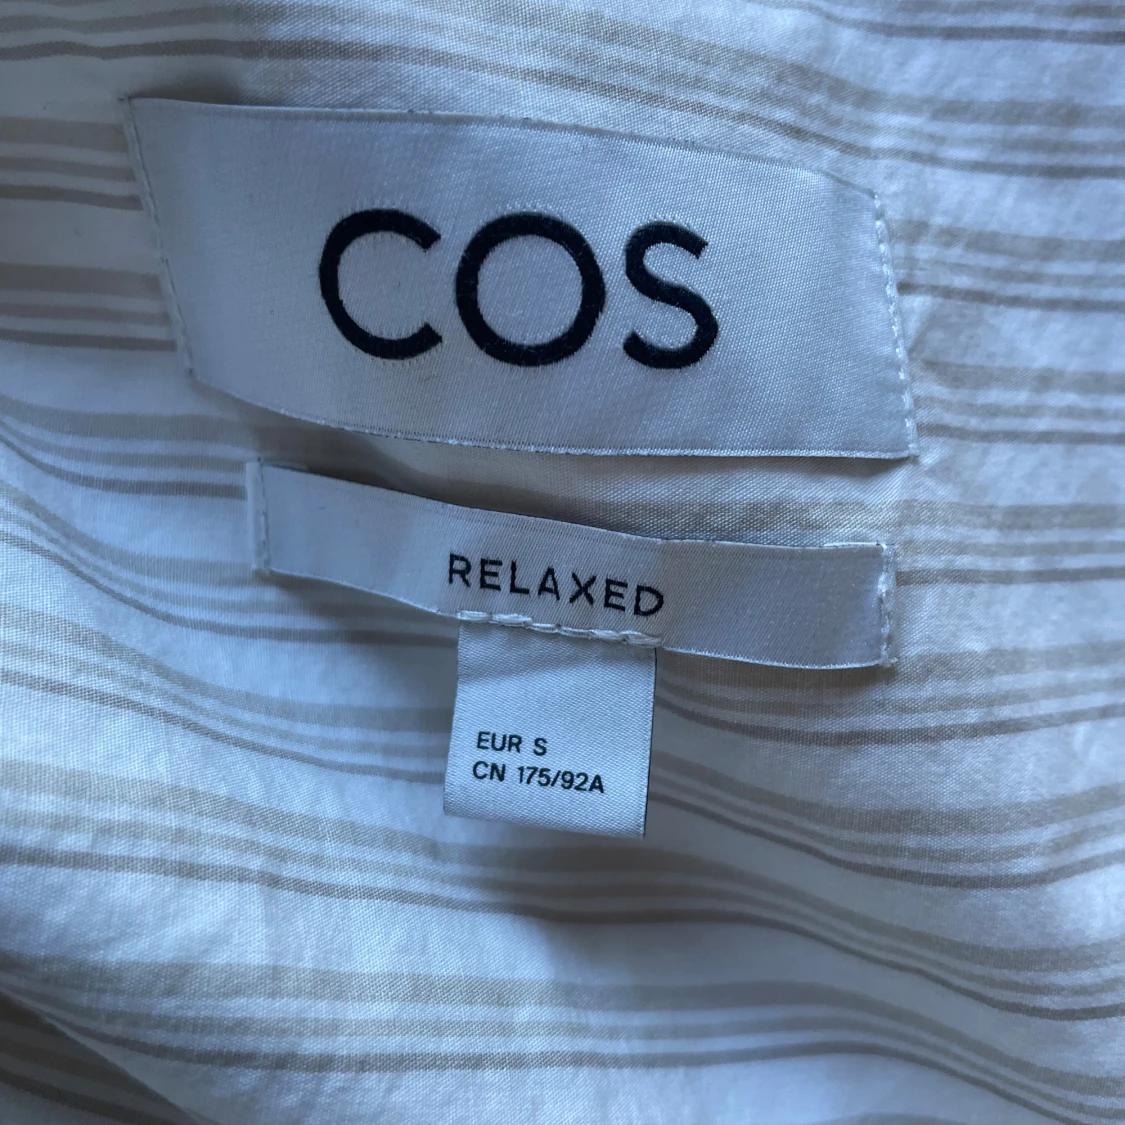 COS
RELAXED
EUR S
CN 175/92A